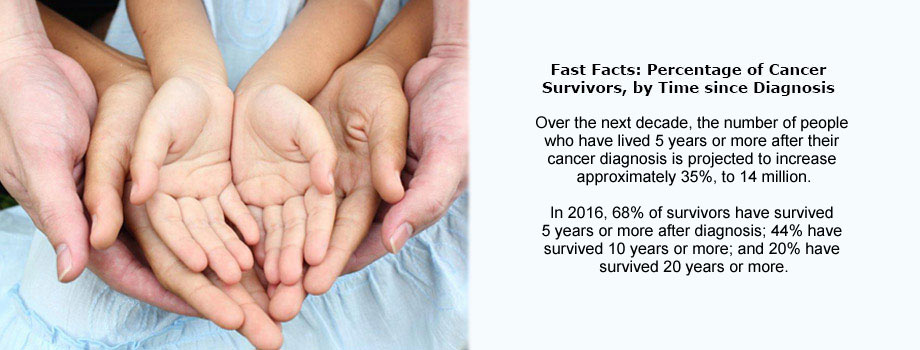 Fast Facts: Percentage of Cancer
Survivors, by Time since Diagnosis
Over the next decade, the number of people
who have lived 5 years or more after their
cancer diagnosis is projected to increase
approximately 35%, to 14 million.
In 2016, 68% of survivors have survived
5 years or more after diagnosis; 44% have
survived 10 years or more; and 20% have
survived 20 years or more.